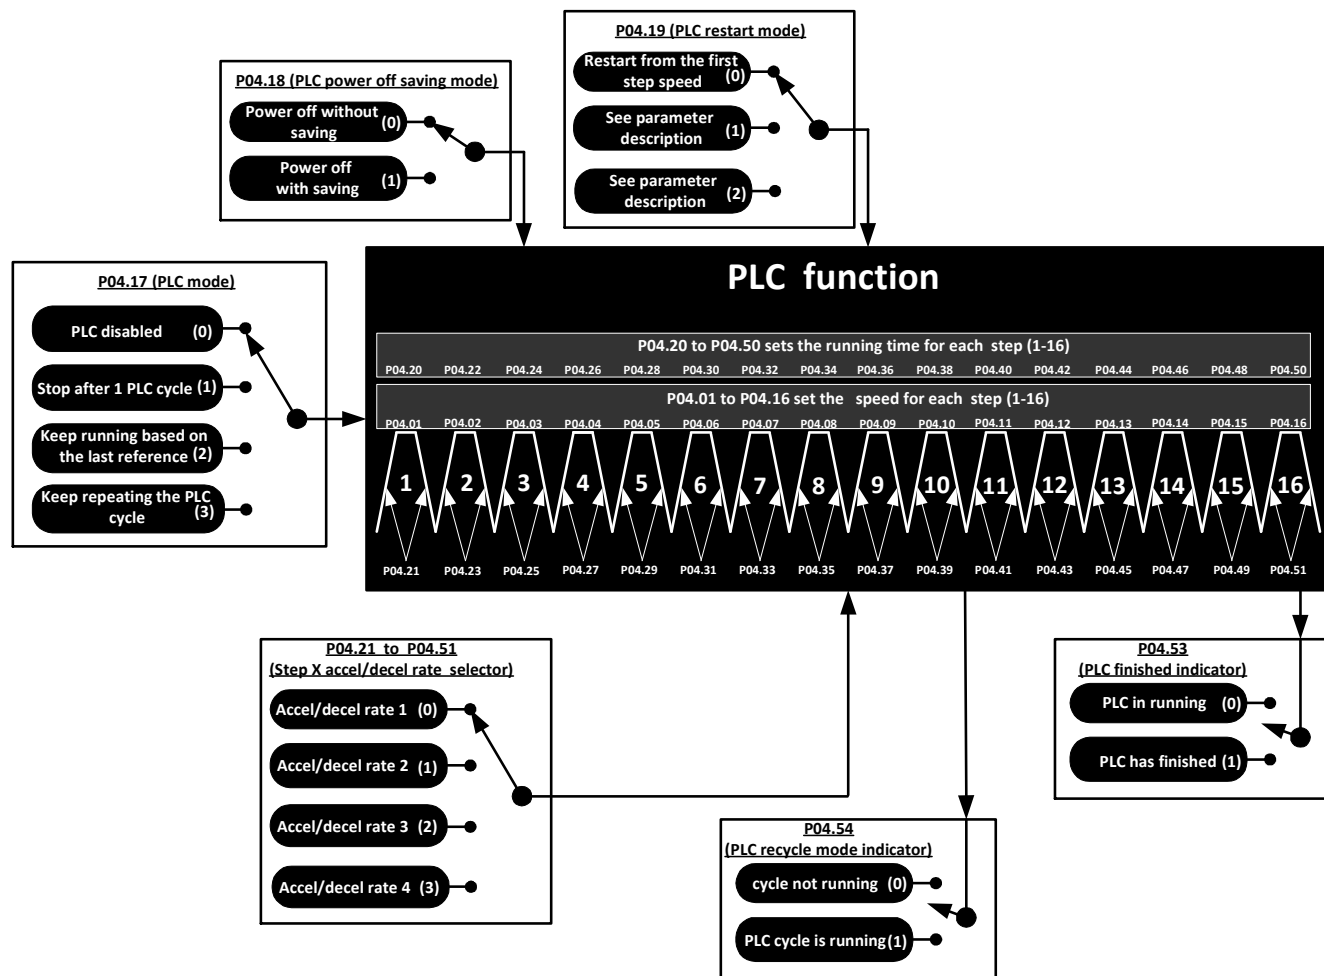 P04.19 (PLC restart mode)
Restart from the first
step speed
(0)
See parameter
description
(1)
See parameter
description
(2)
P04.18 (PLC power off saving mode)
Power off without
saving
(0)
Power off
with saving
(1)
P04.17 (PLC mode)
PLC disabled (0)
Stop after 1 PLC cycle (1)
Keep running based on
the last reference (2)
Keep repeating the PLC
cycle
(3)
PLC function
P04.20 to P04.50 sets the running time for each step (1-16)
P04.20 P04.22 P04.24 P04.26 P04.28 P04.30 P04.32 P04.34 P04.36 P04.38 P04.40 P04.42 P04.44 P04.46 P04.48 P04.50
P04.01 to P04.16 set the speed for each step (1-16)
P04.01 P04.02 P04.03 P04.04 P04.05 P04.06 P04.07 P04.08 P04.09 P04.10 P04.11 P04.12 P04.13 P04.14 P04.15 P04.16
1 2 3 4 5 6 7 8 9 10 11 12 13 14 15 16
P04.21 P04.23 P04.25 P04.27 P04.29 P04.31 P04.33 P04.35 P04.37 P04.39 P04.41 P04.43 P04.45 P04.47 P04.49 P04.51
P04.21 to P04.51
(Step X accel/decel rate selector)
Accel/decel rate 1 (0)
Accel/decel rate 2 (1)
Accel/decel rate 3 (2)
Accel/decel rate 4 (3)
P04.53
(PLC finished indicator)
PLC in running (0)
PLC has finished (1)
P04.54
(PLC recycle mode indicator)
cycle not running (0)
PLC cycle is running (1)